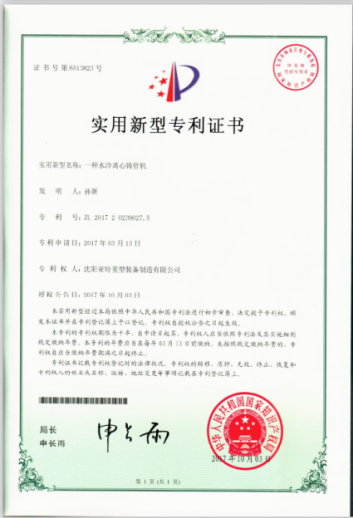 证书号第6513823号
实用新型专利证书
实用新型名称：一种水冷离心铸管机
发 明 人：孙浙
专 利 号：ZL 2017 2 0239627.5
专利申请日：2017年03月13日
专 利 权 人：沈阳亚特重型装备制造有限公司
授权公告日：2017年10月03日
本实用新型经过本局依照中华人民共和国专利法进行初步审查，决定授予专利权，颁
发本证书并在专利登记簿上予以登记。专利权自授权公告之日起生效。
本专利的专利权期限为十年，自申请日起算。专利权人应当依照专利法及其实施细则
规定缴纳年费。本专利的年费应当在每年03月13日前缴纳。未按照规定缴纳年费的，专
利权自应当缴纳年费期满之日起终止。
专利证书记载专利权登记时的法律状况。专利权的转移、质押、无效、终止、恢复和
专利权人的姓名或名称、国籍、地址变更等事项记载在专利登记簿上。
局长
申长雨
申长雨
中华人民共和国国家知识产权局
2017年10月03日
第1页(共1页)